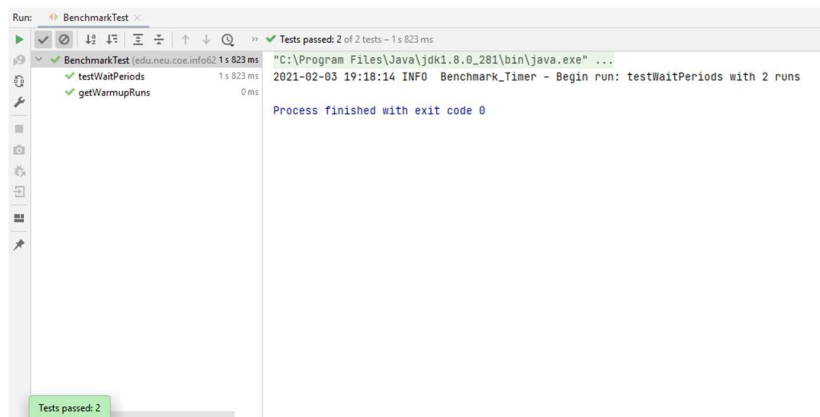 Run: BenchmarkTest
Tests passed: 2 of 2 tests – 1 s 823 ms
BenchmarkTest (edu.neu.coe.info62 1 s 823 ms
testWaitPeriods 1 s 823 ms
getWarmupRuns 0 ms
"C:\Program Files\Java\jdk1.8.0_281\bin\java.exe" ...
2021-02-03 19:18:14 INFO  Benchmark_Timer - Begin run: testWaitPeriods with 2 runs
Process finished with exit code 0
Tests passed: 2